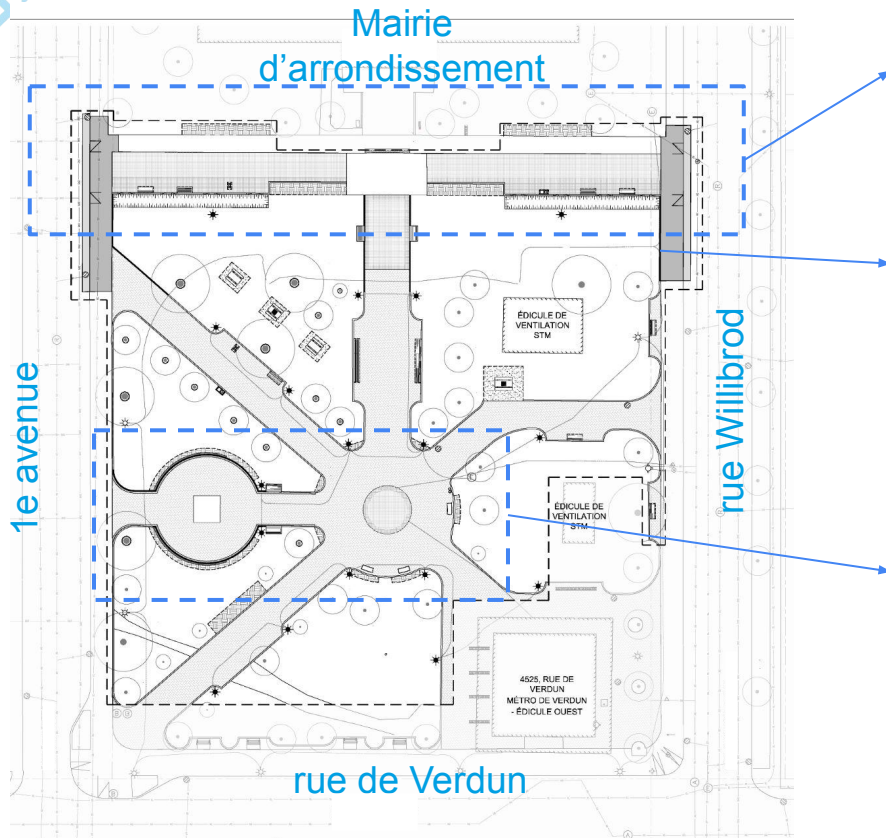 Mairie
d'arrondissement
ÉDICULE DE
VENTILATION
STM
1e avenue
rue Willibrod
ÉDICULE DE
VENTILATION
STM
4525, RUE DE
VERDUN
MÉTRO DE VERDUN
- ÉDICULE OUEST
rue de Verdun